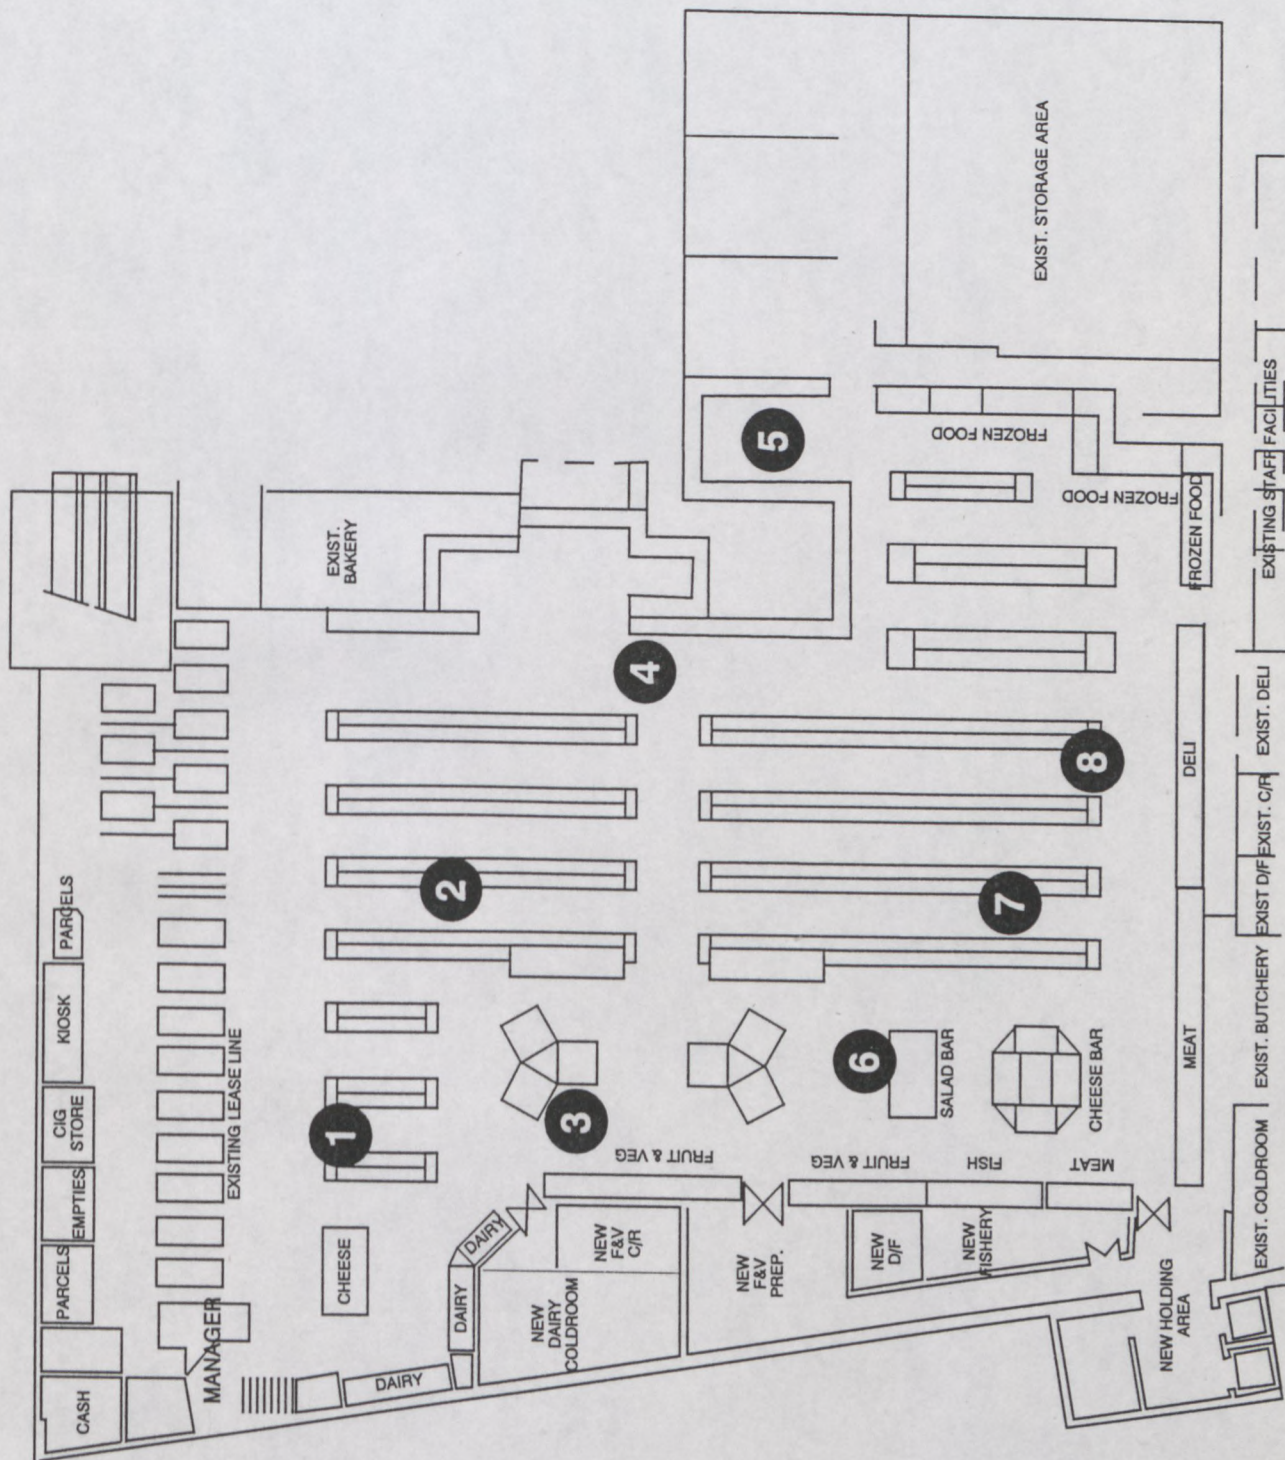 EXIST. STORAGE AREA
FROZEN FOOD
FROZEN FOOD
FROZEN FOOD
EXISTING STAFF FACILITIES
5
EXIST.
BAKERY
4
8
DELI
EXIST. DELI
EXIST. C/R
EXIST D/F
2
7
PARCELS
KIOSK
CIG
STORE
EMPTIES
PARCELS
CASH
MANAGER
EXISTING LEASE LINE
1
3
6
SALAD BAR
CHEESE BAR
MEAT
EXIST. BUTCHERY
EXIST. COLDROOM
FRUIT & VEG
FRUIT & VEG
FISH
MEAT
CHEESE
DAIRY
DAIRY
DAIRY
NEW
DAIRY
COLDROOM
NEW
F&V
C/R
NEW
F&V
PREP.
NEW
D/F
NEW
FISHERY
NEW HOLDING
AREA